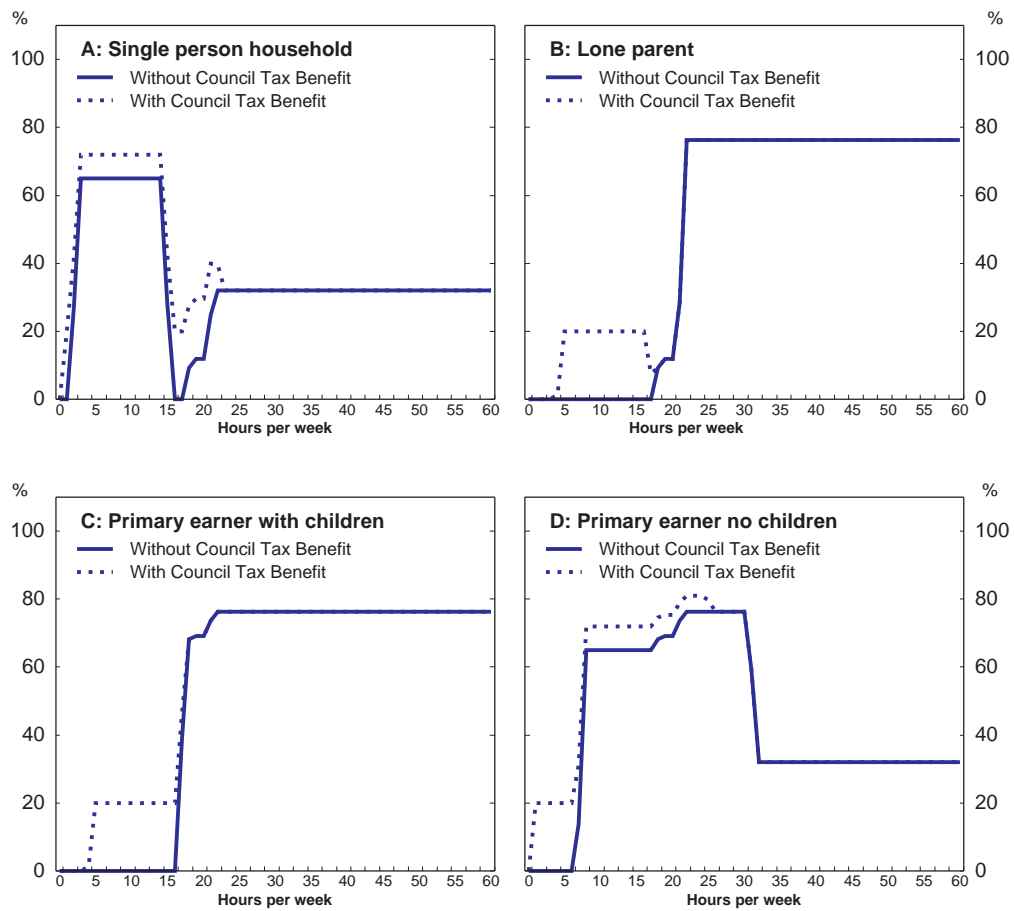 %
A: Single person household
Without Council Tax Benefit
With Council Tax Benefit
100
80
60
40
20
0
0 5 10 15 20 25 30 35 40 45 50 55 60
Hours per week
%
B: Lone parent
Without Council Tax Benefit
With Council Tax Benefit
100
80
60
40
20
0
0 5 10 15 20 25 30 35 40 45 50 55 60
Hours per week
%
C: Primary earner with children
Without Council Tax Benefit
With Council Tax Benefit
100
80
60
40
20
0
0 5 10 15 20 25 30 35 40 45 50 55 60
Hours per week
%
D: Primary earner no children
Without Council Tax Benefit
With Council Tax Benefit
100
80
60
40
20
0
0 5 10 15 20 25 30 35 40 45 50 55 60
Hours per week